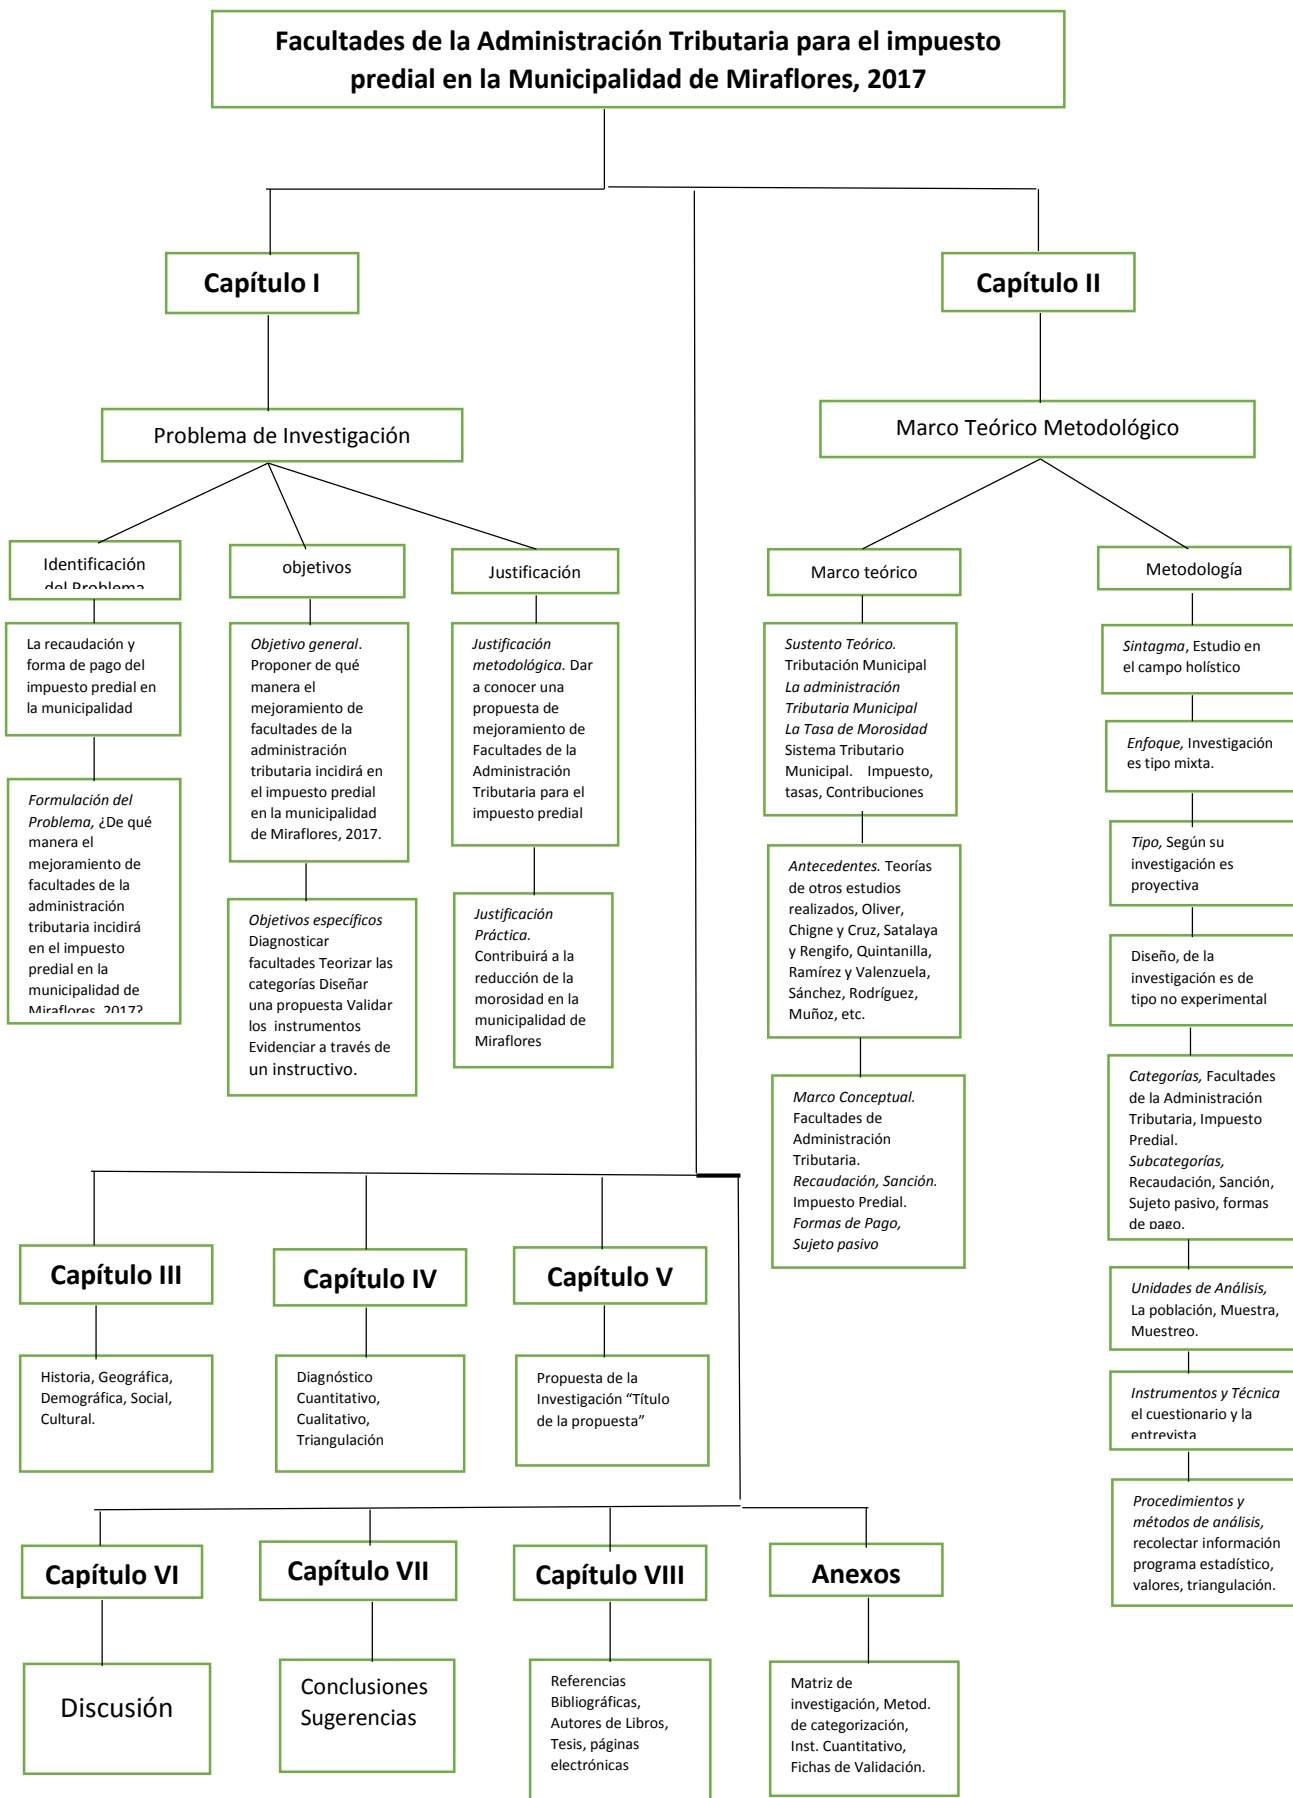 Facultades de la Administración Tributaria para el impuesto
predial en la Municipalidad de Miraflores, 2017
Capítulo I
Capítulo II
Problema de Investigación
Marco Teórico Metodológico
Identificación
del Problema
objetivos
Justificación
Marco teórico
Metodología
La recaudación y
forma de pago del
impuesto predial en
la municipalidad
Formulación del
Problema, ¿De qué
manera el
mejoramiento de
facultades de la
administración
tributaria incidirá
en el impuesto
predial en la
municipalidad de
Miraflores, 2017?
Objetivo general.
Proponer de qué
manera el
mejoramiento de
facultades de la
administración
tributaria incidirá en
el impuesto predial
en la municipalidad
de Miraflores, 2017.
Objetivos específicos
Diagnosticar
facultades Teorizar las
categorías Diseñar
una propuesta Validar
los instrumentos
Evidenciar a través de
un instructivo.
Justificación
metodológica. Dar
a conocer una
propuesta de
mejoramiento de
Facultades de la
Administración
Tributaria para el
impuesto predial
Justificación
Práctica.
Contribuirá a la
reducción de la
morosidad en la
municipalidad de
Miraflores
Sustento Teórico.
Tributación Municipal
La administración
Tributaria Municipal
La Tasa de Morosidad
Sistema Tributario
Municipal. Impuesto,
tasas, Contribuciones
Antecedentes. Teorías
de otros estudios
realizados, Oliver,
Chigne y Cruz, Satalaya
y Rengifo, Quintanilla,
Ramírez y Valenzuela,
Sánchez, Rodríguez,
Muñoz, etc.
Marco Conceptual.
Facultades de
Administración
Tributaria.
Recaudación, Sanción.
Impuesto Predial.
Formas de Pago,
Sujeto pasivo
Sintagma, Estudio en
el campo holístico
Enfoque, Investigación
es tipo mixta.
Tipo, Según su
investigación es
proyectiva
Diseño, de la
investigación es de
tipo no experimental
Categorías, Facultades
de la Administración
Tributaria, Impuesto
Predial.
Subcategorías,
Recaudación, Sanción,
Sujeto pasivo, formas
de pago.
Unidades de Análisis,
La población, Muestra,
Muestreo.
Instrumentos y Técnica
el cuestionario y la
entrevista
Procedimientos y
métodos de análisis,
recolectar información
programa estadístico,
valores, triangulación.
Capítulo III
Capítulo IV
Capítulo V
Historia, Geográfica,
Demográfica, Social,
Cultural.
Diagnóstico
Cuantitativo,
Cualitativo,
Triangulación
Propuesta de la
Investigación “Título
de la propuesta”
Capítulo VI
Capítulo VII
Capítulo VIII
Anexos
Discusión
Conclusiones
Sugerencias
Referencias
Bibliográficas,
Autores de Libros,
Tesis, páginas
electrónicas
Matriz de
investigación, Metod.
de categorización,
Inst. Cuantitativo,
Fichas de Validación.